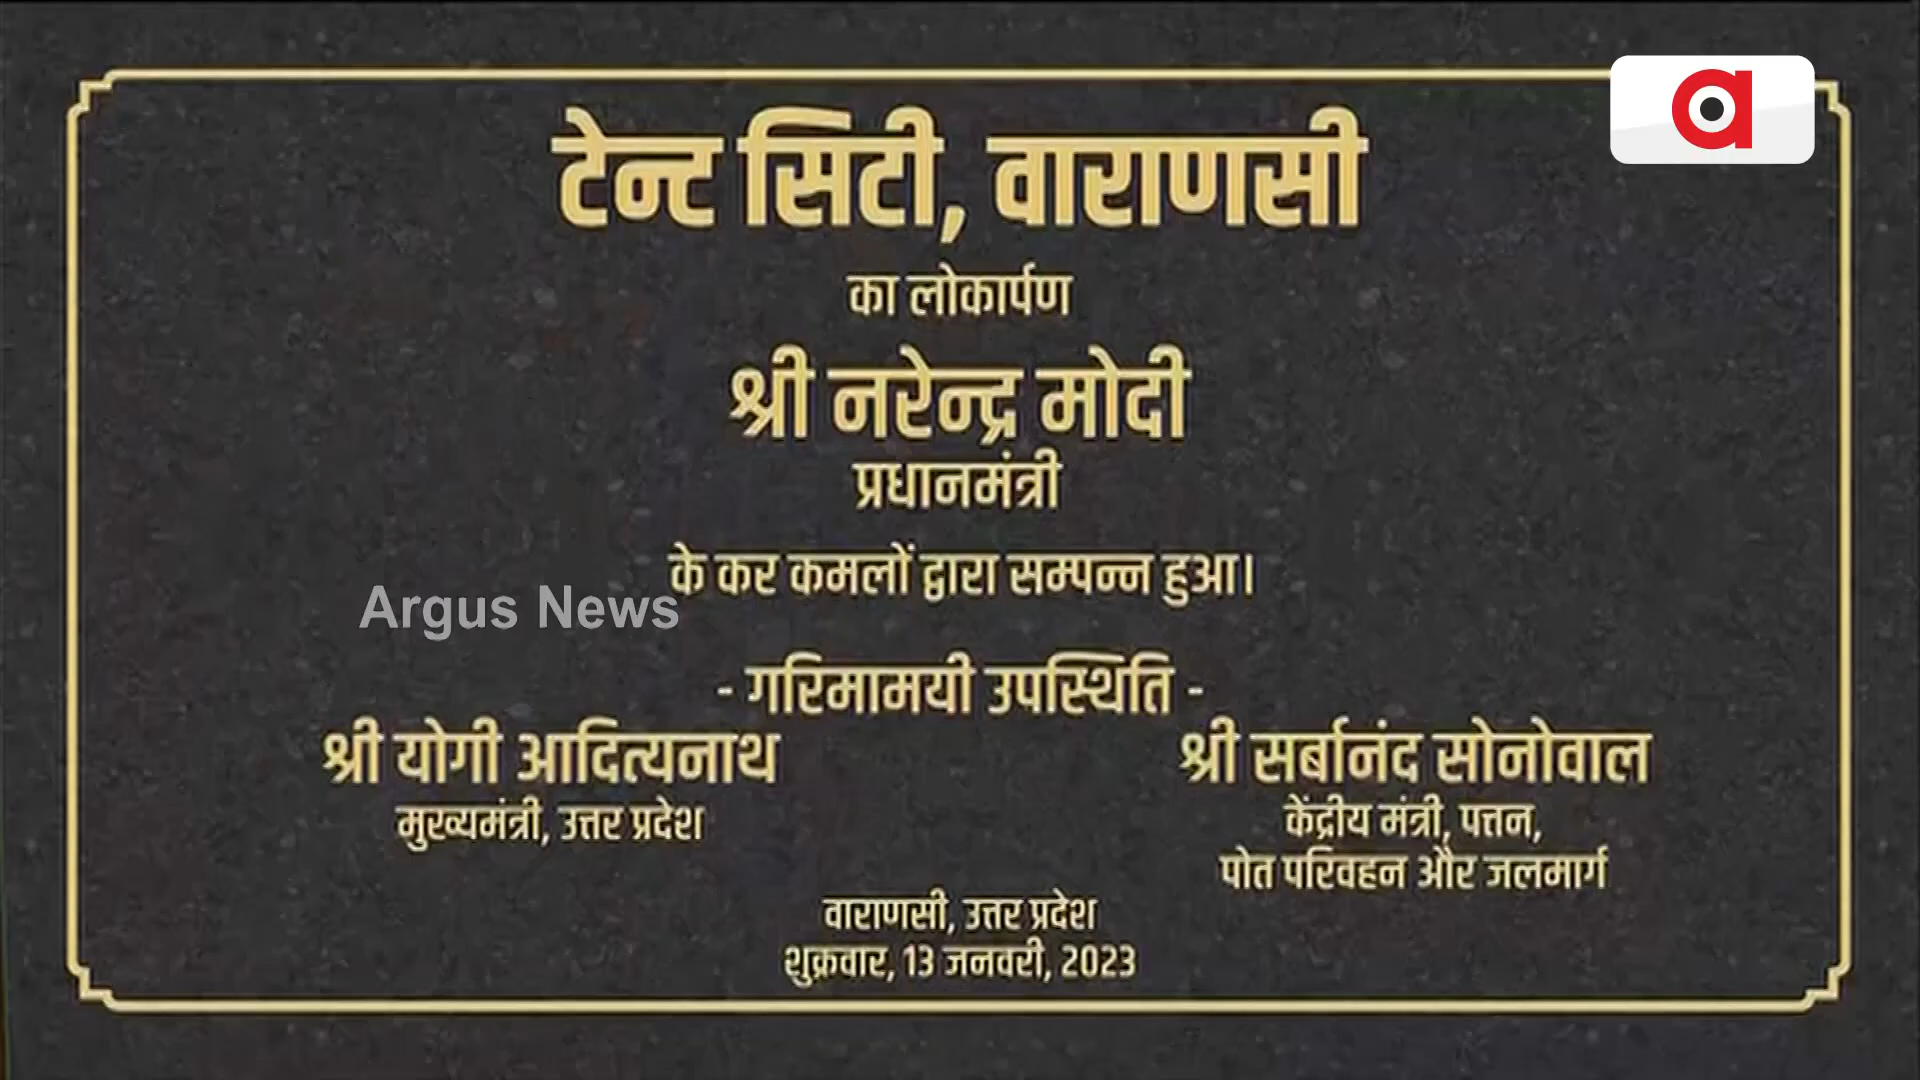 टेन्ट सिटी, वाराणसी
का लोकार्पण
श्री नरेन्द्र मोदी
प्रधानमंत्री
के कर कमलों द्वारा सम्पन्न हुआ।
Argus News
- गरिमामयी उपस्थिति -
श्री योगी आदित्यनाथ
मुख्यमंत्री, उत्तर प्रदेश
श्री सर्बानंद सोनोवाल
केंद्रीय मंत्री, पत्तन,
पोत परिवहन और जलमार्ग
वाराणसी, उत्तर प्रदेश
शुक्रवार, 13 जनवरी, 2023